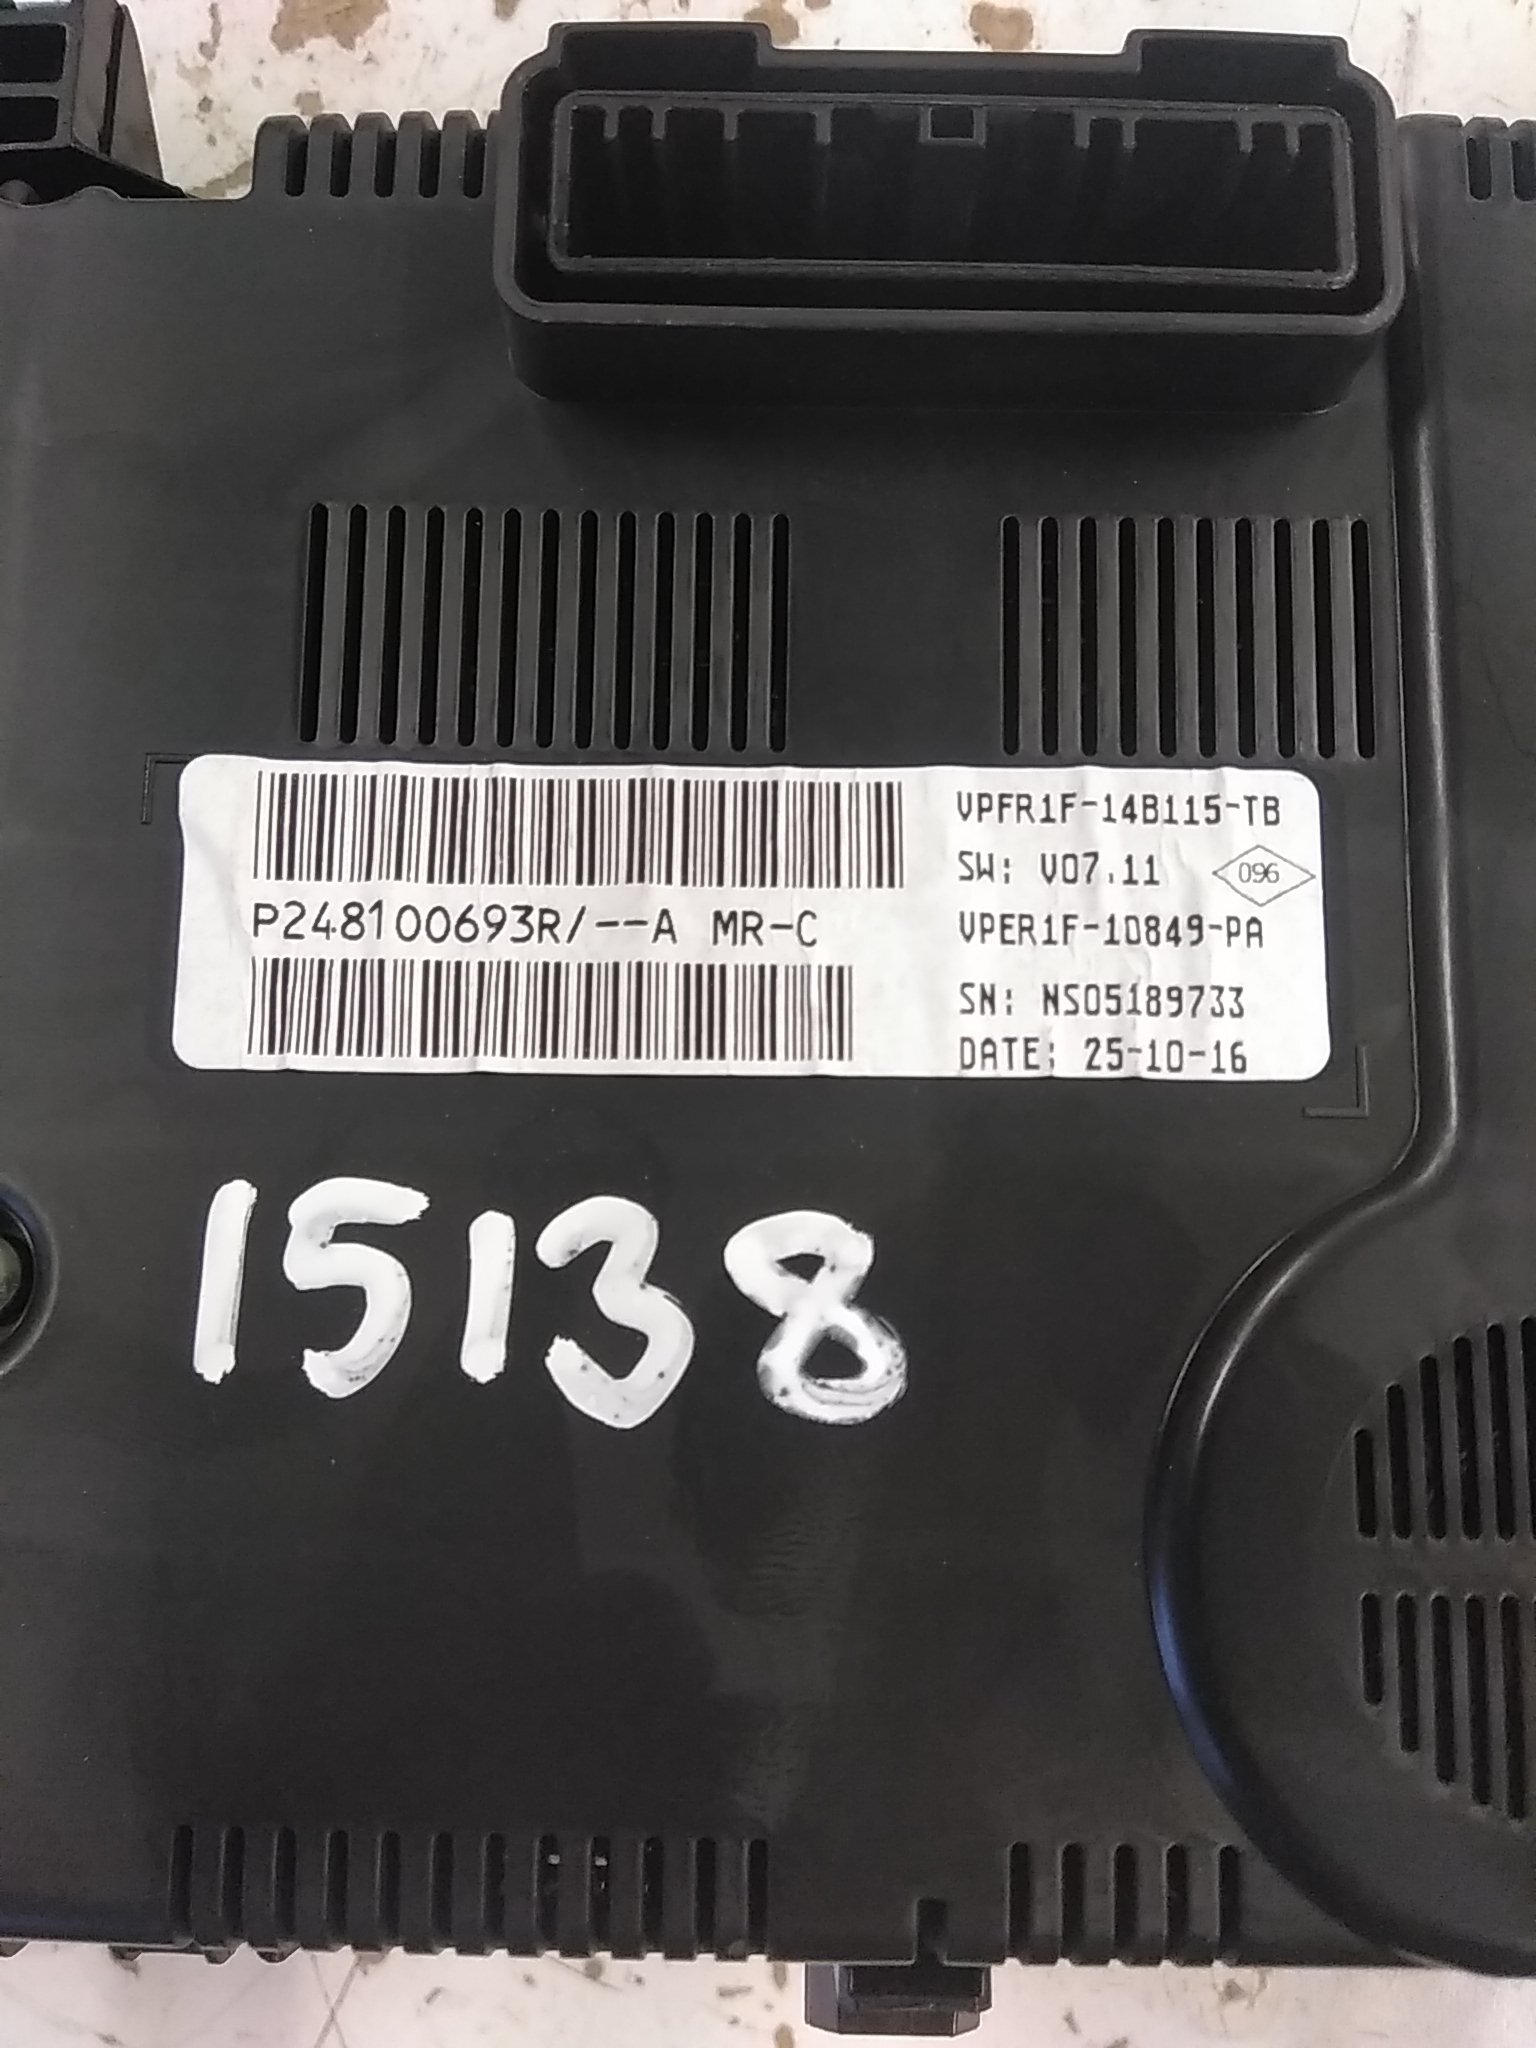 VPFR1F-14B115-TB
SW: V07.11
096
P248100693R/--A MR-C
VPER1F-10849-PA
SN: NS05189733
DATE: 25-10-16
15138